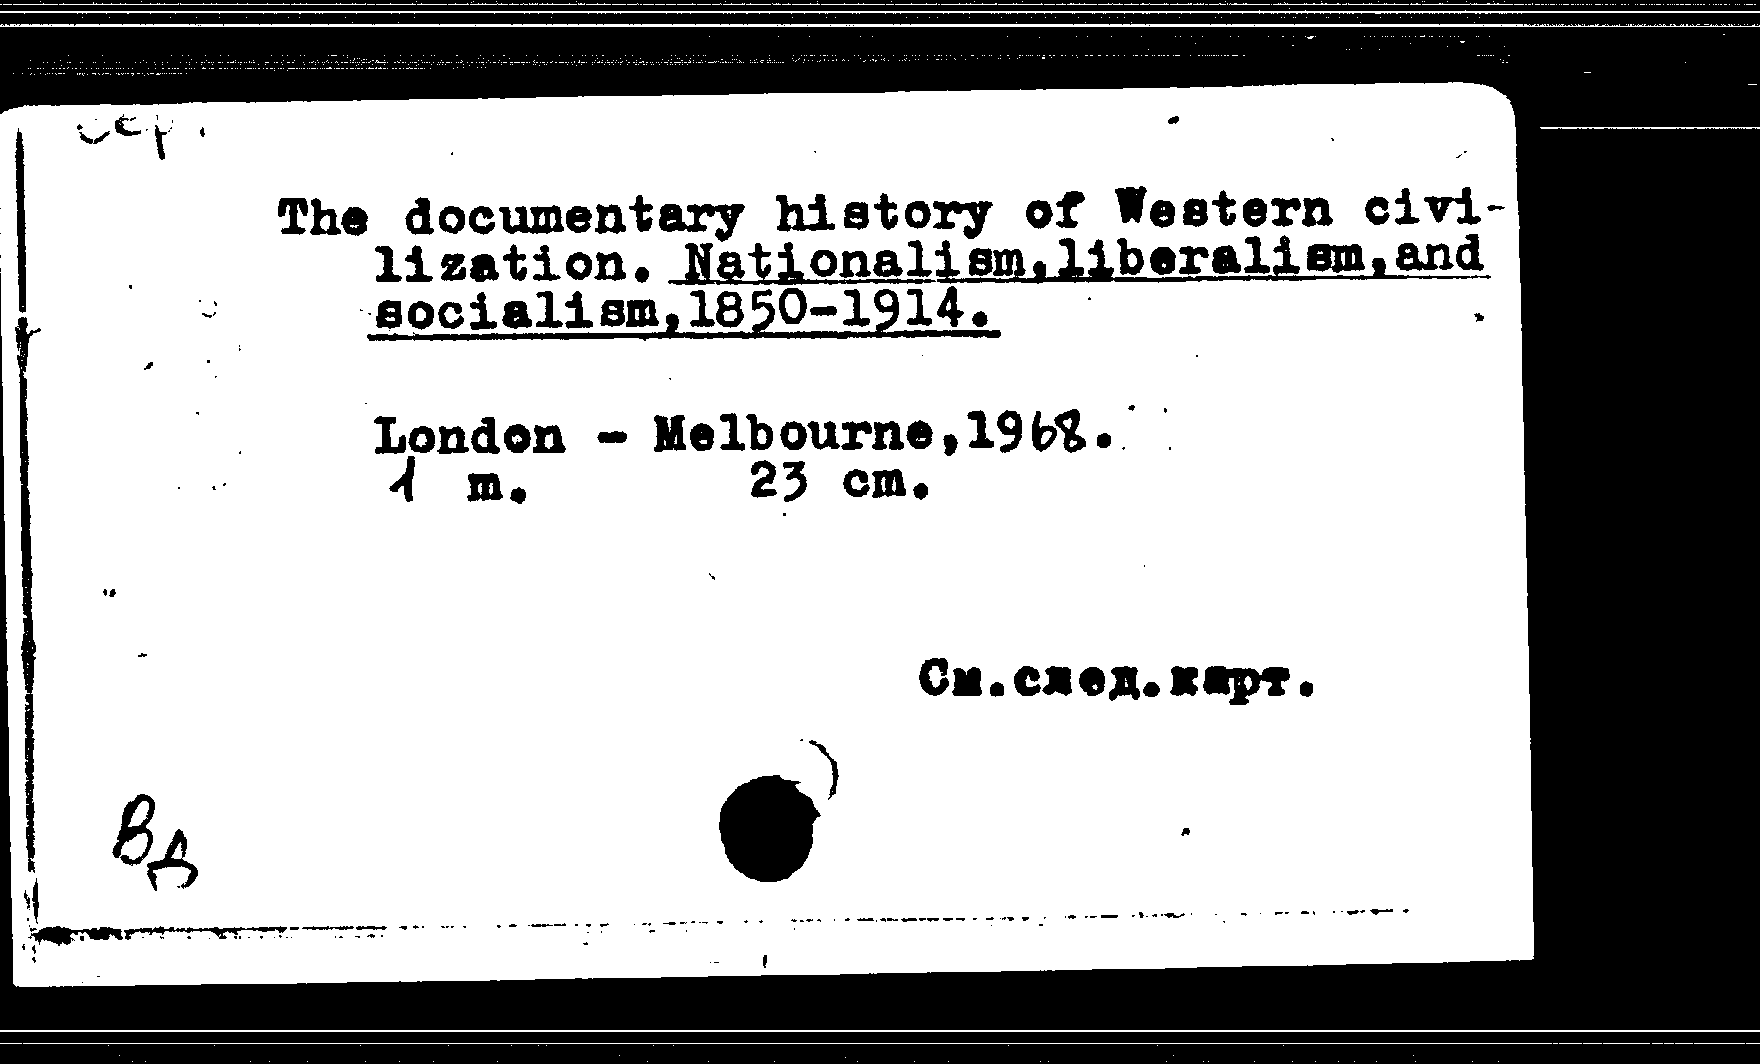 Сер.
The documentary history of Western civi-
lization. Nationalism,liberalism,and
socialism,1850-1914.
London - Melbourne,1968.
1 m. 23 cm.
См.след.карт.
ВД